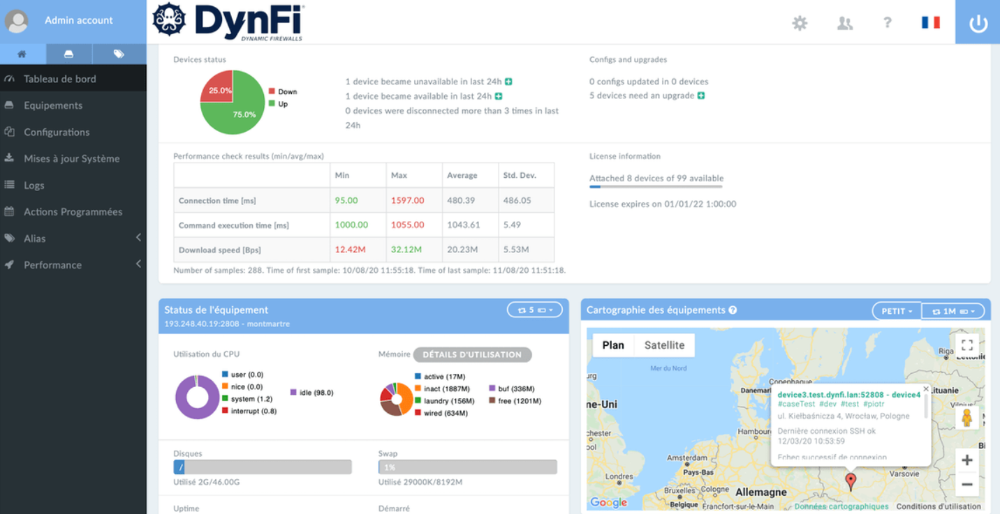 Admin account
DynFi
DYNAMIC FIREWALLS
?
Tableau de bord
Equipements
Configurations
Mises à jour Système
Logs
Actions Programmées
Alias
Performance
Devices status
25.0%
75.0%
Down
Up
1 device became unavailable in last 24h
1 device became available in last 24h
0 devices were disconnected more than 3 times in last
24h
Configs and upgrades
0 configs updated in 0 devices
5 devices need an upgrade
Performance check results (min/avg/max)
Min Max Average Std. Dev.
Connection time [ms] 95.00 1597.00 480.39 486.05
Command execution time [ms] 1000.00 1055.00 1043.61 5.49
Download speed [Bps] 12.42M 32.12M 20.23M 5.53M
Number of samples: 288. Time of first sample: 10/08/20 11:55:18. Time of last sample: 11/08/20 11:51:18.
License information
Attached 8 devices of 99 available
License expires on 01/01/22 1:00:00
Status de l'équipement
193.248.40.19:2808 - montmartre
5
Utilisation du CPU
user (0.0)
nice (0.0)
system (1.2)
interrupt (0.8)
idle (98.0)
Mémoire DÉTAILS D'UTILISATION
active (17M)
inact (1887M)
laundry (156M)
wired (634M)
buf (336M)
free (1201M)
Disques
/
Utilisé 2G/46.00G
Swap
1%
Utilisé 29000K/8192M
Uptime
Démarré
Cartographie des équipements ?
PETIT
1M
Plan Satellite
Mer du Nord
Riga
Lettonie
Copenhague
Danemark
Lituanie
Vilnius
me-Uni
chester
Hambourg
Amsterdam
Pays-Bas
Londres
Bruxelles
Belgique
Cologne
Allemagne
Francfort-sur-le-Main
Varsovie
device3.test.dynfi.lan:52808 - device4
#caseTest #dev #test #piotr
ul. Kiełbaśnicza 4, Wrocław, Pologne
Dernière connexion SSH ok
12/03/20 10:53:59
Echec successif de connexion
Google
Données cartographiques
Conditions d'utilisation